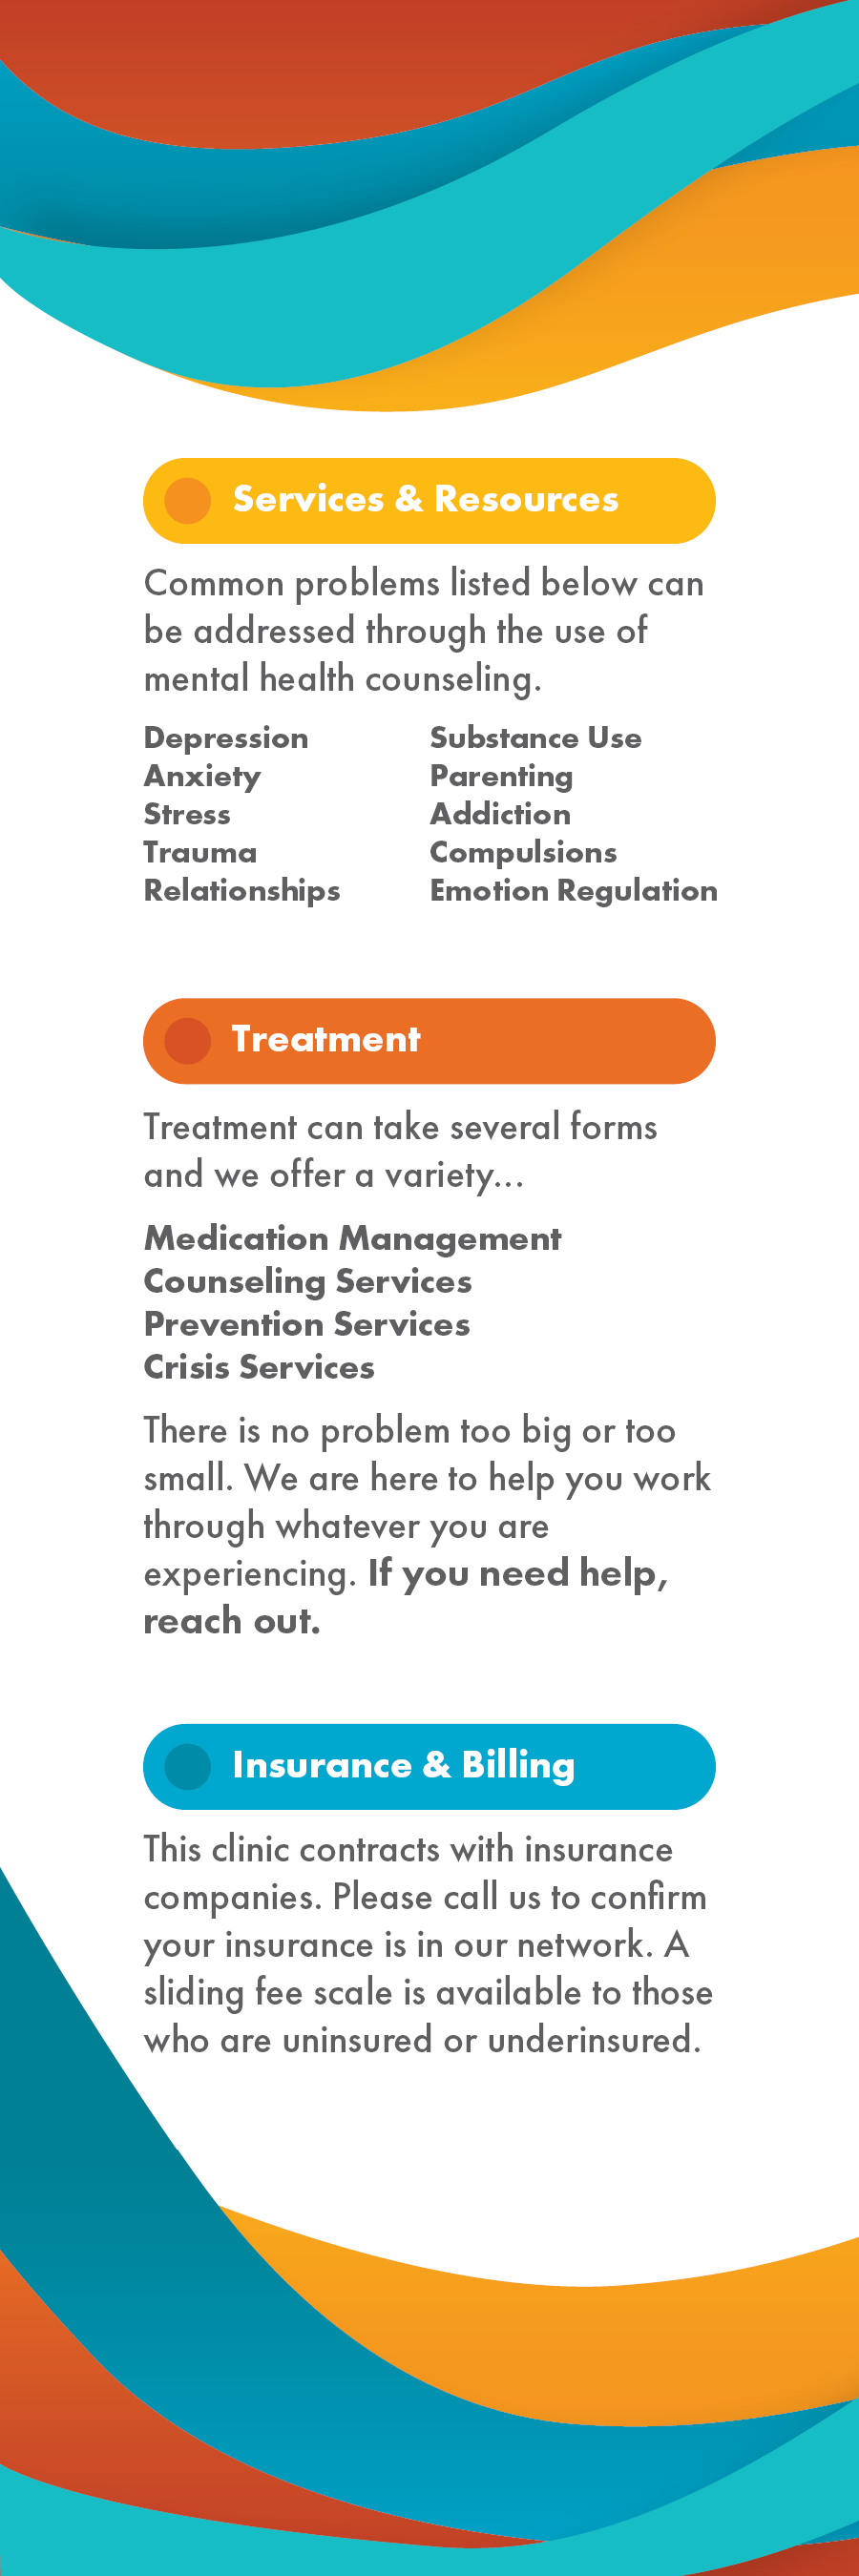 Services & Resources
Common problems listed below can
be addressed through the use of
mental health counseling.
Depression
Anxiety
Stress
Trauma
Relationships
Substance Use
Parenting
Addiction
Compulsions
Emotion Regulation
Treatment
Treatment can take several forms
and we offer a variety...
Medication Management
Counseling Services
Prevention Services
Crisis Services
There is no problem too big or too
small. We are here to help you work
through whatever you are
experiencing. If you need help,
reach out.
Insurance & Billing
This clinic contracts with insurance
companies. Please call us to confirm
your insurance is in our network. A
sliding fee scale is available to those
who are uninsured or underinsured.